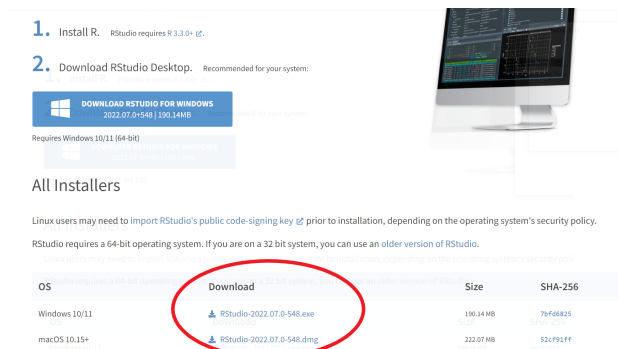 1. Install R. RStudio requires R 3.3.0+.
2. Download RStudio Desktop. Recommended for your system:
DOWNLOAD RSTUDIO FOR WINDOWS
2022.07.0+548 | 190.14MB
Requires Windows 10/11 (64-bit)
All Installers
Linux users may need to import RStudio's public code-signing key prior to installation, depending on the operating system's security policy.
RStudio requires a 64-bit operating system. If you are on a 32 bit system, you can use an older version of RStudio.
OS Download Size SHA-256
Windows 10/11 RStudio-2022.07.0-548.exe 190.14 MB 7bfd6825
macOS 10.15+ RStudio-2022.07.0-548.dmg 222.07 MB 52cf91ff